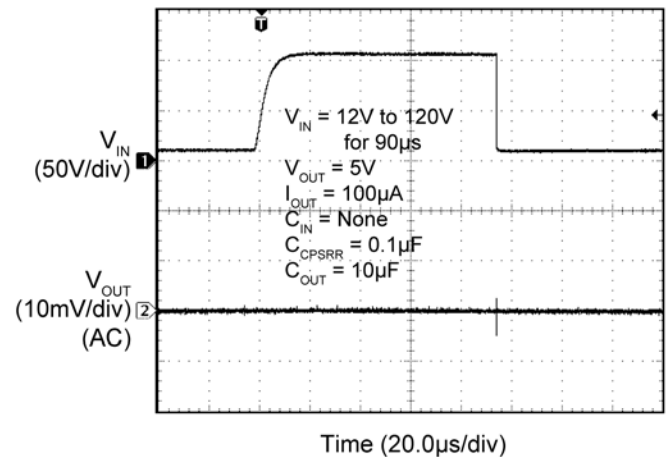 T
V_IN = 12V to 120V
for 90µs
V_OUT = 5V
I_OUT = 100µA
C_IN = None
C_CPSRR = 0.1µF
C_OUT = 10µF
V_IN
(50V/div)
1
V_OUT
(10mV/div)
2
(AC)
Time (20.0µs/div)